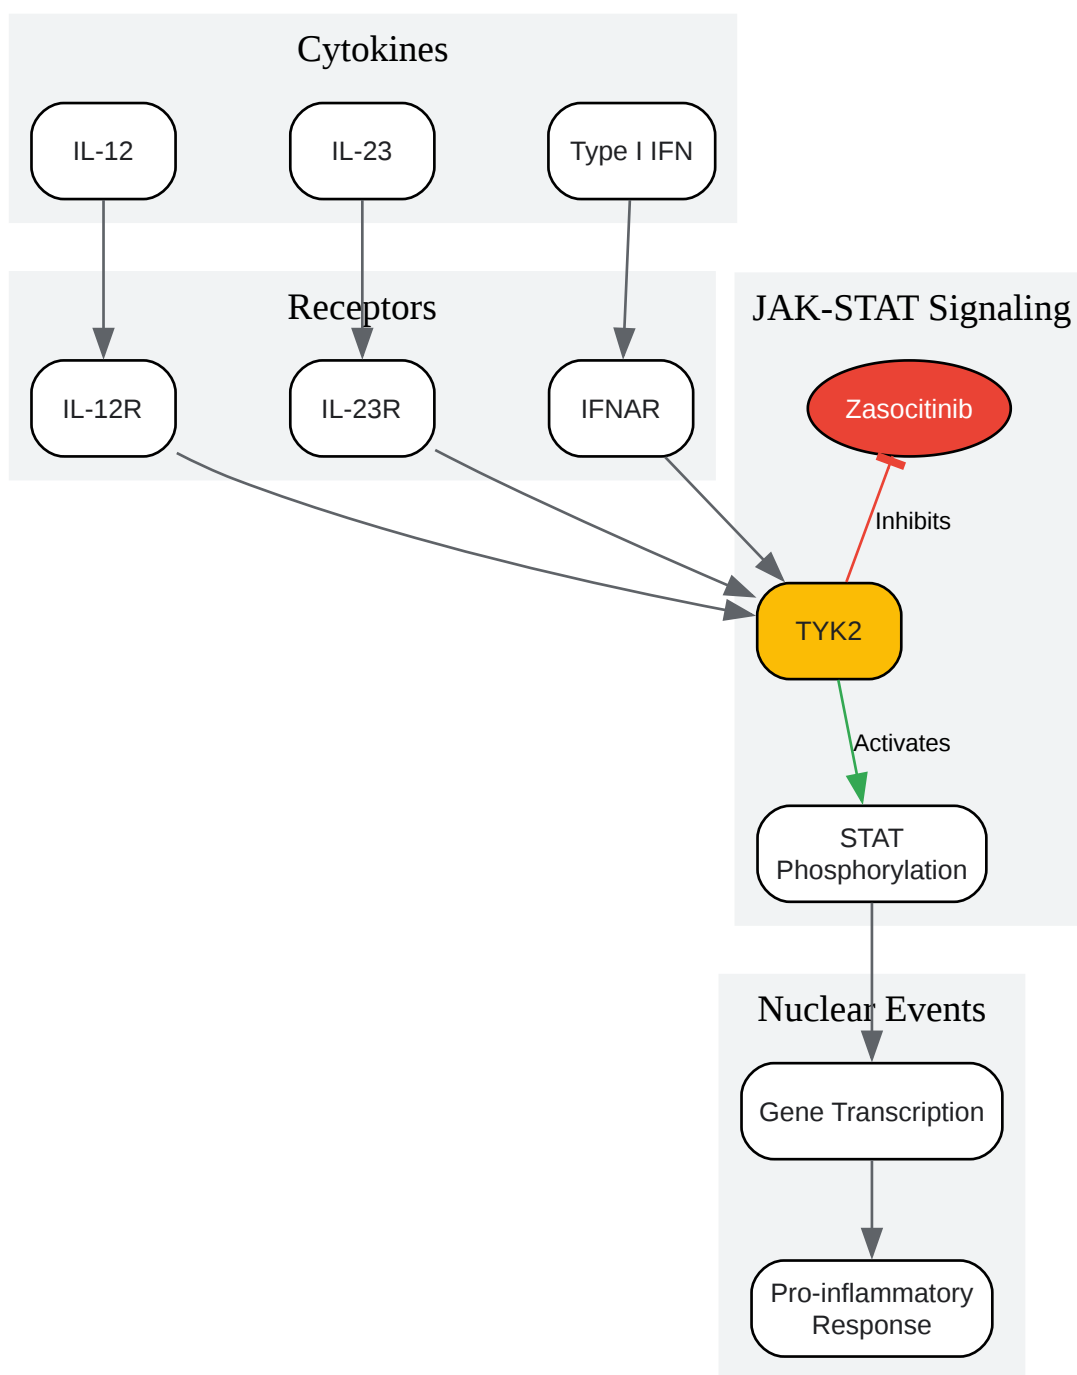 Cytokines
IL-12
IL-23
Type I IFN
Receptors
JAK-STAT Signaling
IL-12R
IL-23R
IFNAR
Zasocitinib
Inhibits
TYK2
Activates
STAT
Phosphorylation
Nuclear Events
Gene Transcription
Pro-inflammatory
Response